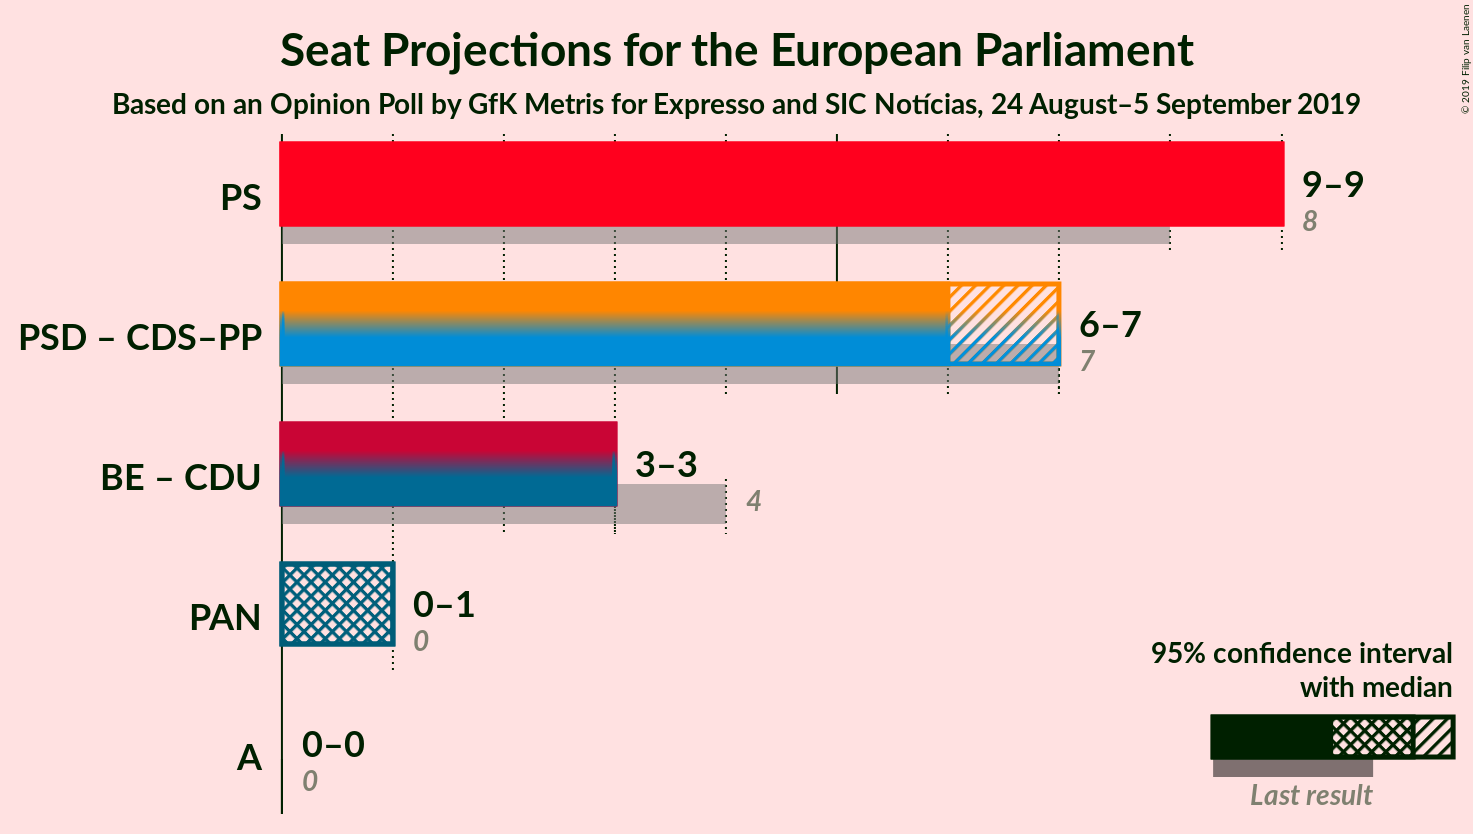 Seat Projections for the European Parliament
Based on an Opinion Poll by GfK Metris for Expresso and SIC Notícias, 24 August–5 September 2019
© 2019 Filip van Laenen
PS
9–9
8
PSD – CDS–PP
6–7
7
BE – CDU
3–3
4
PAN
0–1
0
A
0–0
0
95% confidence interval
with median
Last result